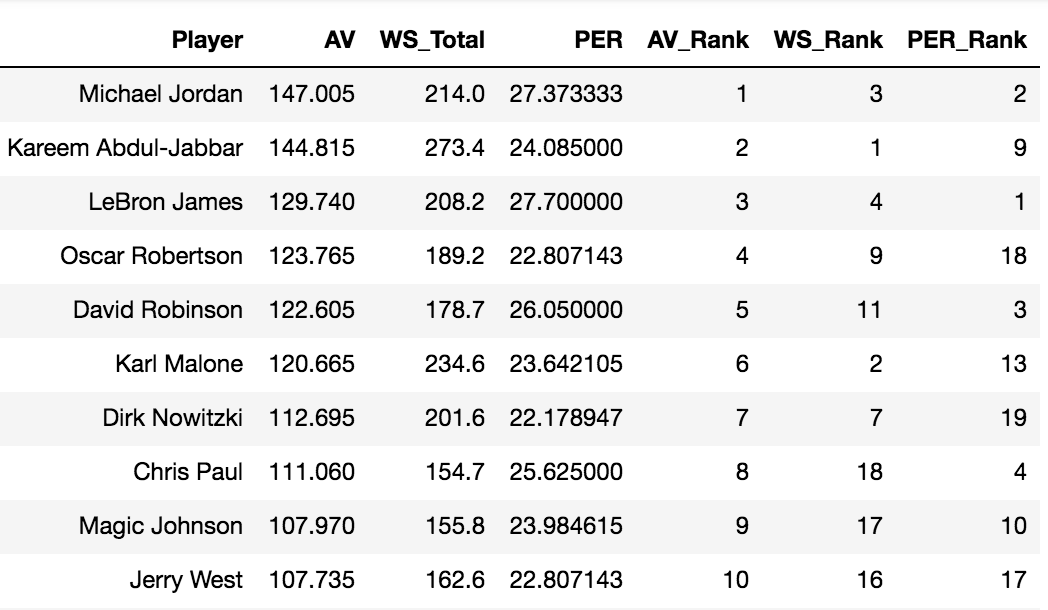 Player AV WS_Total PER AV_Rank WS_Rank PER_Rank
Michael Jordan 147.005 214.0 27.373333 1 3 2
Kareem Abdul-Jabbar 144.815 273.4 24.085000 2 1 9
LeBron James 129.740 208.2 27.700000 3 4 1
Oscar Robertson 123.765 189.2 22.807143 4 9 18
David Robinson 122.605 178.7 26.050000 5 11 3
Karl Malone 120.665 234.6 23.642105 6 2 13
Dirk Nowitzki 112.695 201.6 22.178947 7 7 19
Chris Paul 111.060 154.7 25.625000 8 18 4
Magic Johnson 107.970 155.8 23.984615 9 17 10
Jerry West 107.735 162.6 22.807143 10 16 17